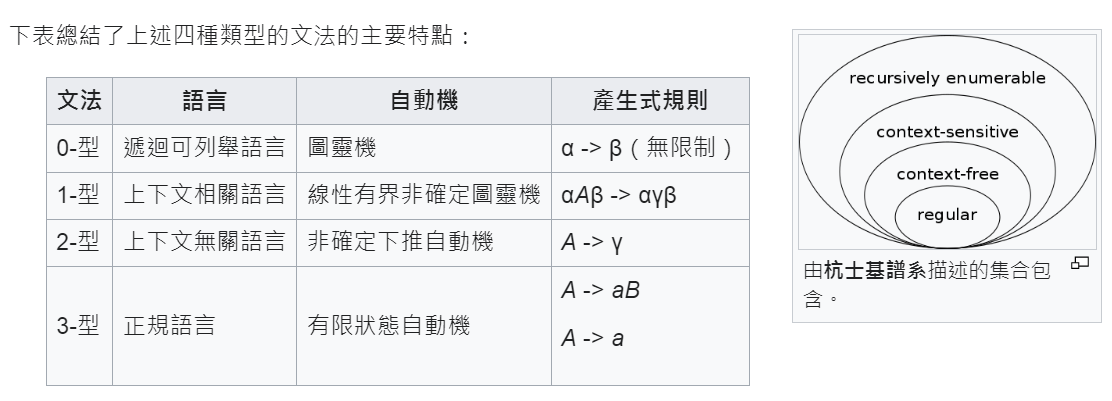 下表總結了上述四種類型的文法的主要特點：
文法 語言 自動機 產生式規則
0-型 遞迴可列舉語言 圖靈機 α -> β（無限制）
1-型 上下文相關語言 線性有界非確定圖靈機 αAβ -> αγβ
2-型 上下文無關語言 非確定下推自動機 A -> γ
3-型 正規語言 有限狀態自動機 A -> aB
A -> a
recursively enumerable
context-sensitive
context-free
regular
由杭士基譜系描述的集合包
含。